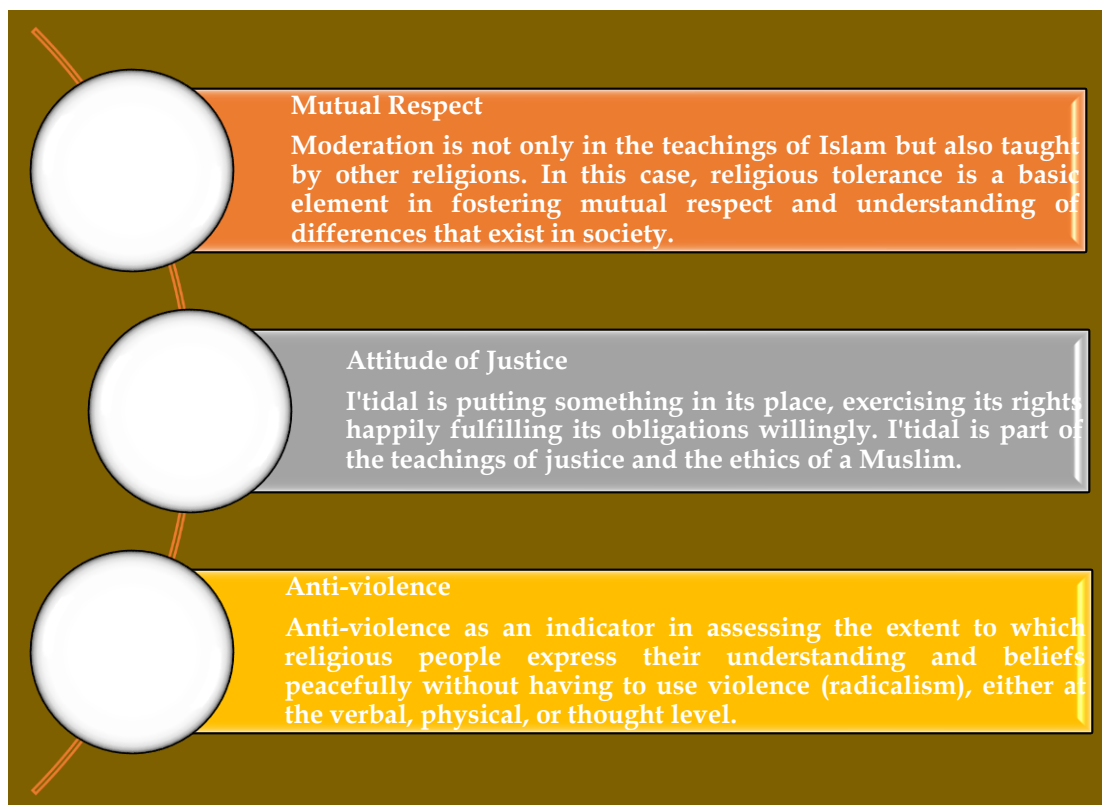 Mutual Respect
Moderation is not only in the teachings of Islam but also taught
by other religions. In this case, religious tolerance is a basic
element in fostering mutual respect and understanding of
differences that exist in society.
Attitude of Justice
I'tidal is putting something in its place, exercising its rights
happily fulfilling its obligations willingly. I'tidal is part of
the teachings of justice and the ethics of a Muslim.
Anti-violence
Anti-violence as an indicator in assessing the extent to which
religious people express their understanding and beliefs
peacefully without having to use violence (radicalism), either at
the verbal, physical, or thought level.